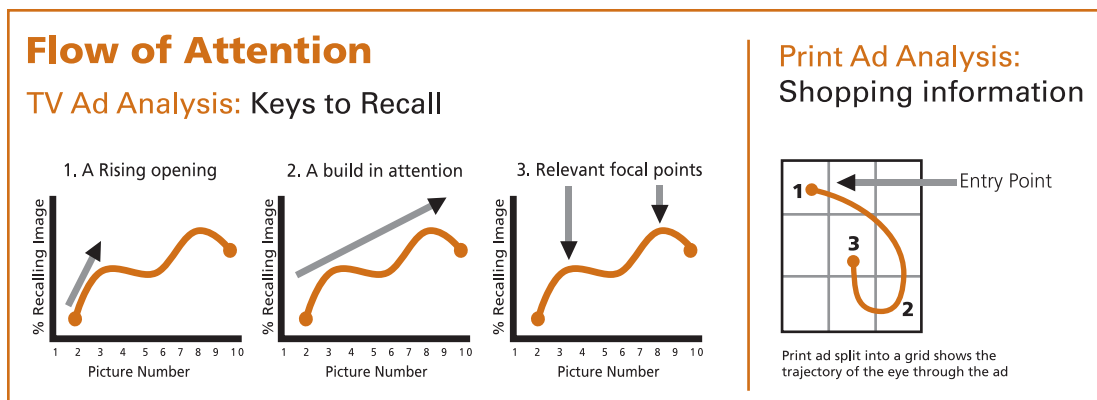 Flow of Attention
TV Ad Analysis: Keys to Recall
1. A Rising opening
% Recalling Image
1 2 3 4 5 6 7 8 9 10
Picture Number
2. A build in attention
% Recalling Image
1 2 3 4 5 6 7 8 9 10
Picture Number
3. Relevant focal points
% Recalling Image
1 2 3 4 5 6 7 8 9 10
Picture Number
Print Ad Analysis:
Shopping information
1
Entry Point
3
2
Print ad split into a grid shows the
trajectory of the eye through the ad